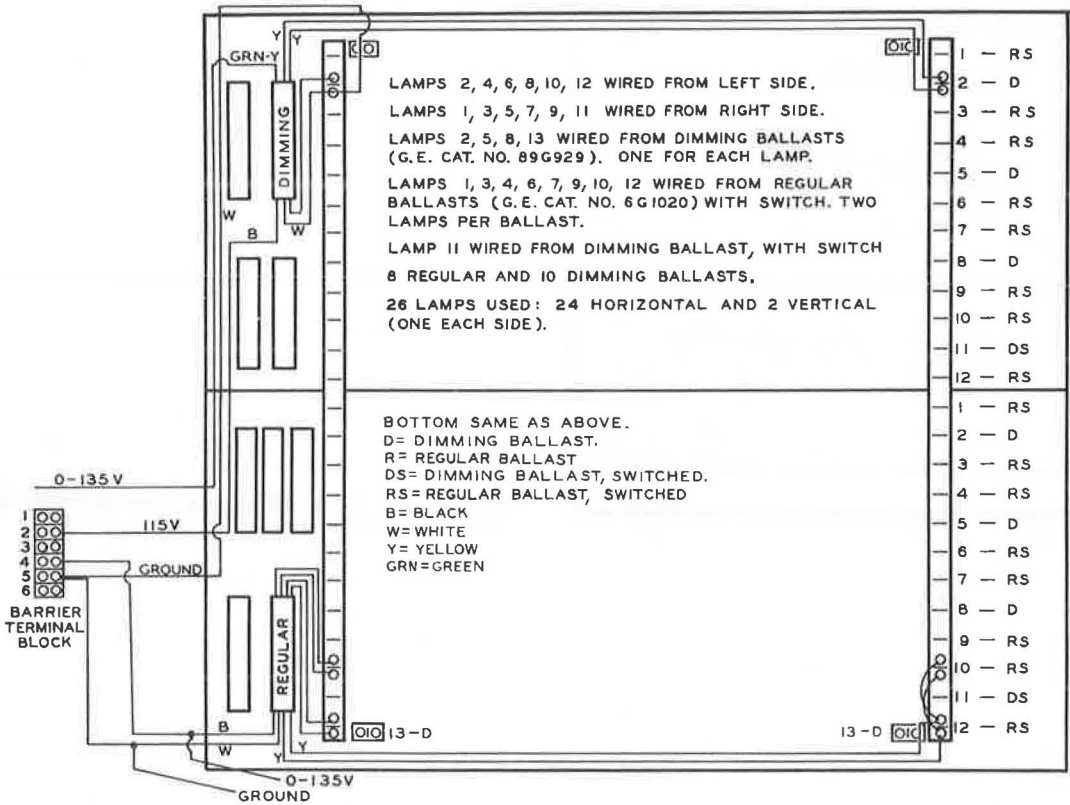 GRN-Y
Y
Y
DIMMING
W
B
W
LAMPS 2, 4, 6, 8, 10, 12 WIRED FROM LEFT SIDE.
LAMPS 1, 3, 5, 7, 9, 11 WIRED FROM RIGHT SIDE.
LAMPS 2, 5, 8, 13 WIRED FROM DIMMING BALLASTS
(G.E. CAT. NO. 89G929). ONE FOR EACH LAMP.
LAMPS 1, 3, 4, 6, 7, 9, 10, 12 WIRED FROM REGULAR
BALLASTS (G.E. CAT. NO. 6G1020) WITH SWITCH. TWO
LAMPS PER BALLAST.
LAMP 11 WIRED FROM DIMMING BALLAST, WITH SWITCH
8 REGULAR AND 10 DIMMING BALLASTS.
26 LAMPS USED: 24 HORIZONTAL AND 2 VERTICAL
(ONE EACH SIDE).
1 — RS
2 — D
3 — RS
4 — RS
5 — D
6 — RS
7 — RS
8 — D
9 — RS
10 — RS
11 — DS
12 — RS
BOTTOM SAME AS ABOVE.
D= DIMMING BALLAST.
R= REGULAR BALLAST
DS= DIMMING BALLAST, SWITCHED.
RS= REGULAR BALLAST, SWITCHED
B= BLACK
W= WHITE
Y= YELLOW
GRN=GREEN
1 — RS
2 — D
3 — RS
4 — RS
5 — D
6 — RS
7 — RS
8 — D
9 — RS
10 — RS
11 — DS
12 — RS
0-135V
115V
GROUND
1
2
3
4
5
6
BARRIER
TERMINAL
BLOCK
REGULAR
B
W
Y
Y
13-D
13-D
0-135V
GROUND